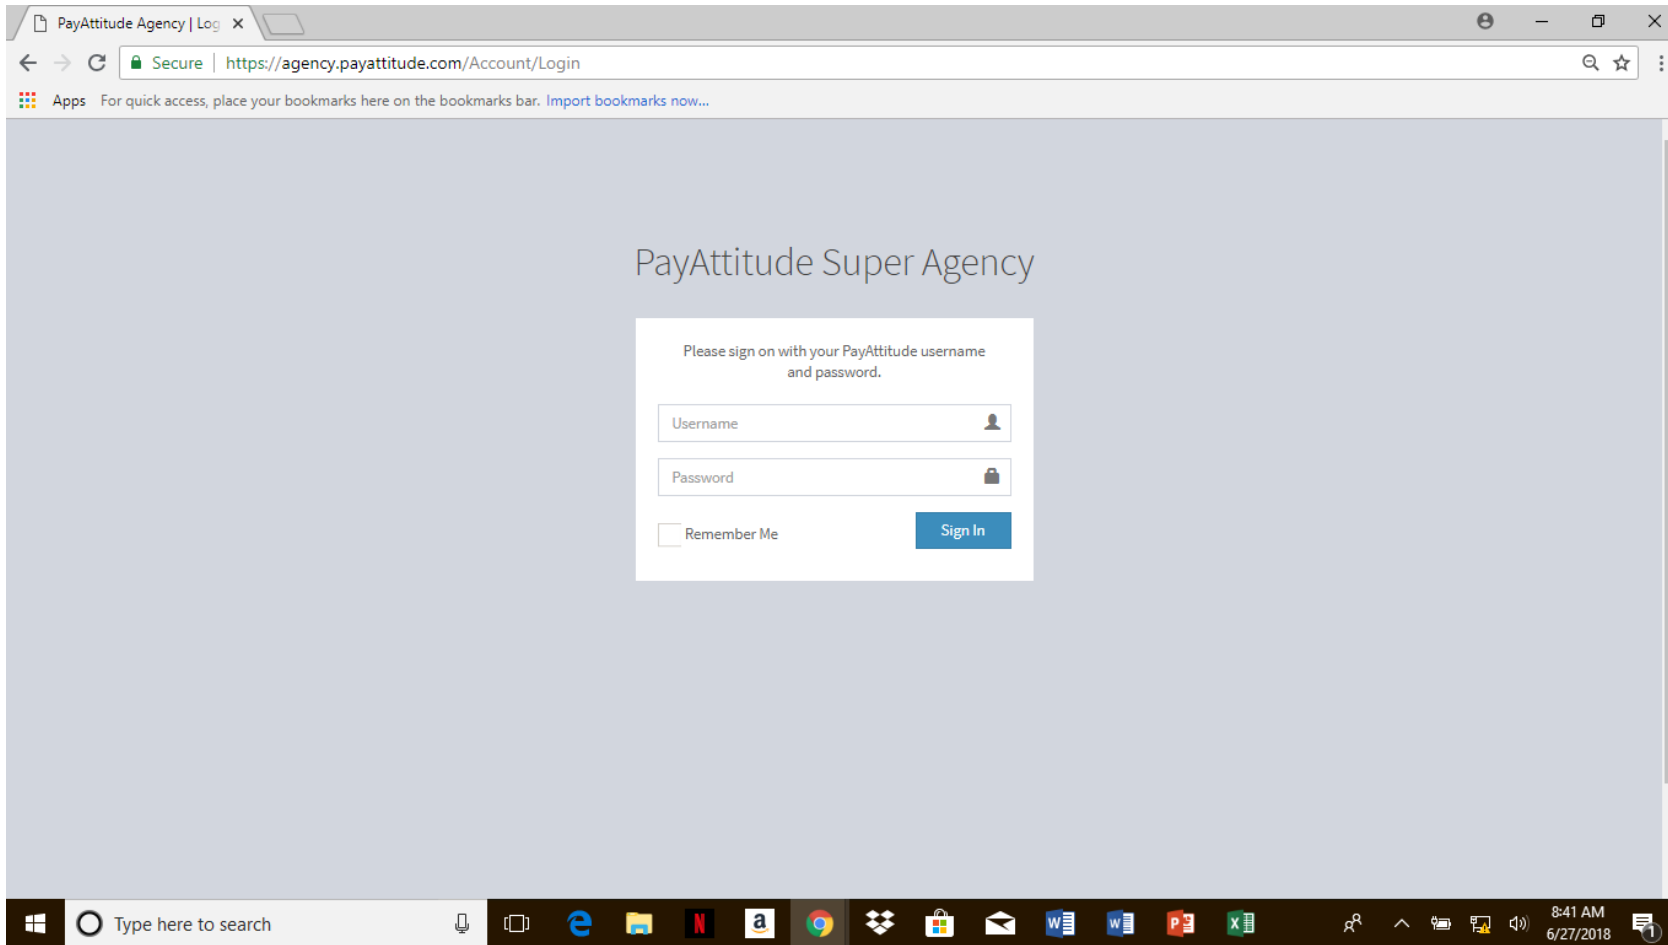 PayAttitude Agency | Log
Secure | https://agency.payattitude.com/Account/Login
Apps For quick access, place your bookmarks here on the bookmarks bar. Import bookmarks now...
PayAttitude Super Agency
Please sign on with your PayAttitude username
and password.
Username
Password
Remember Me
Sign In
Type here to search
N
a
W
W
P
X
8:41 AM
6/27/2018
1